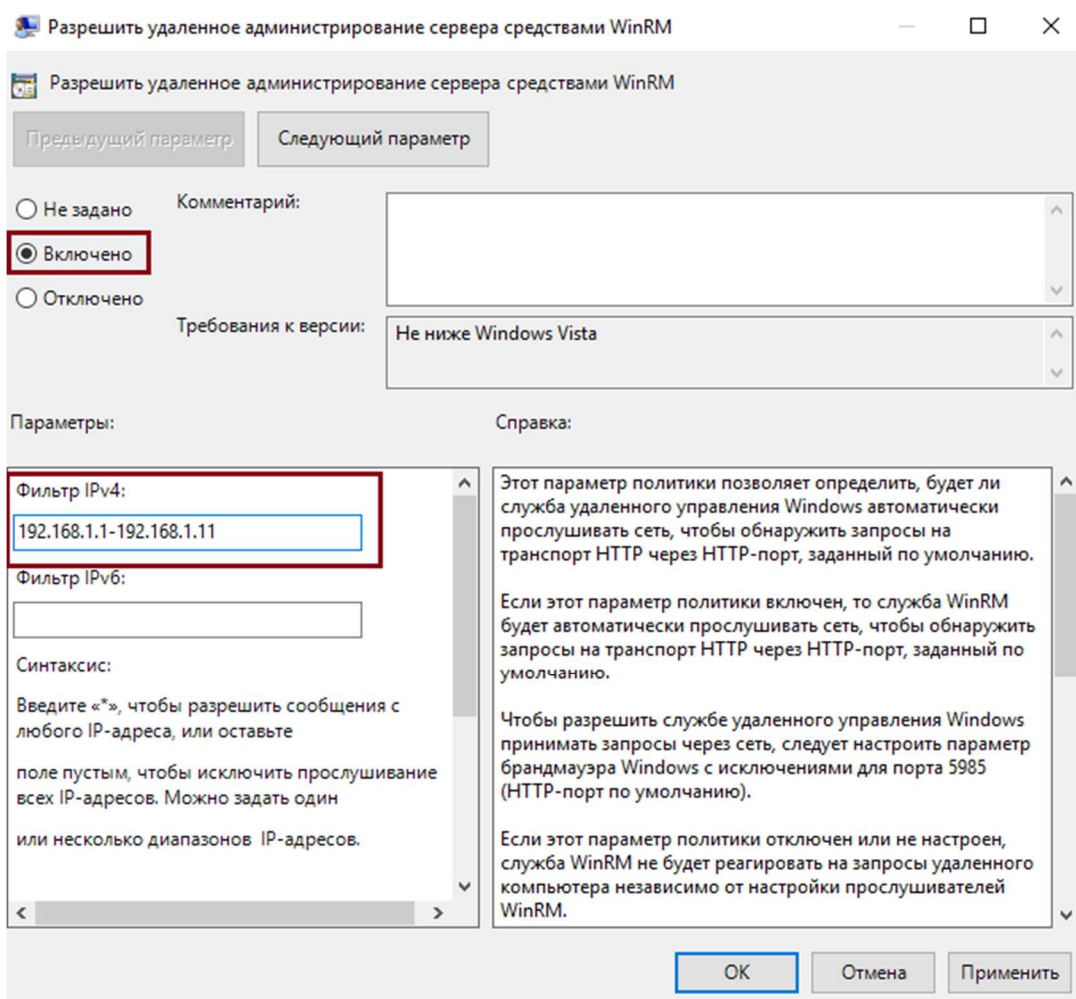 Разрешить удаленное администрирование сервера средствами WinRM
Разрешить удаленное администрирование сервера средствами WinRM
Предыдущий параметр
Следующий параметр
Не задано
Включено
Отключено
Комментарий:
Требования к версии:
Не ниже Windows Vista
Параметры:
Справка:
Фильтр IPv4:
192.168.1.1-192.168.1.11
Фильтр IPv6:
Синтаксис:
Введите «*», чтобы разрешить сообщения с
любого IP-адреса, или оставьте
поле пустым, чтобы исключить прослушивание
всех IP-адресов. Можно задать один
или несколько диапазонов IP-адресов.
Этот параметр политики позволяет определить, будет ли
служба удаленного управления Windows автоматически
прослушивать сеть, чтобы обнаружить запросы на
транспорт HTTP через HTTP-порт, заданный по умолчанию.
Если этот параметр политики включен, то служба WinRM
будет автоматически прослушивать сеть, чтобы обнаружить
запросы на транспорт HTTP через HTTP-порт, заданный по
умолчанию.
Чтобы разрешить службе удаленного управления Windows
принимать запросы через сеть, следует настроить параметр
брандмауэра Windows с исключениями для порта 5985
(HTTP-порт по умолчанию).
Если этот параметр политики отключен или не настроен,
служба WinRM не будет реагировать на запросы удаленного
компьютера независимо от настройки прослушивателей
WinRM.
ОК
Отмена
Применить